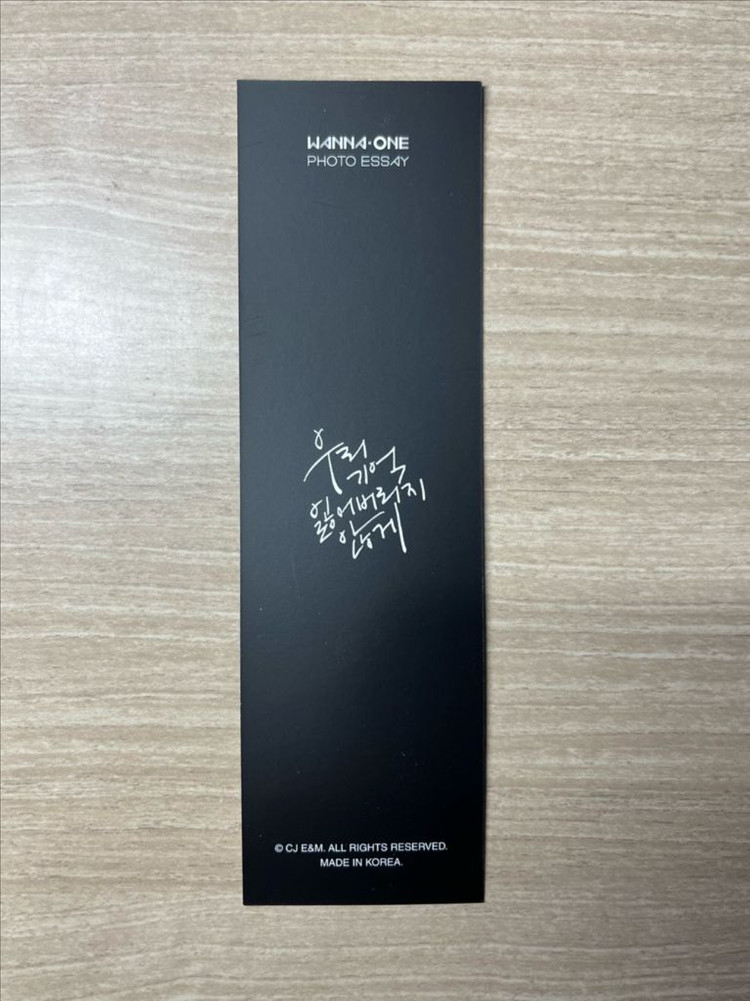 WANNA·ONE
PHOTO ESSAY
우리
기억
잃어버리지
않게
© CJ E&M. ALL RIGHTS RESERVED.
MADE IN KOREA.